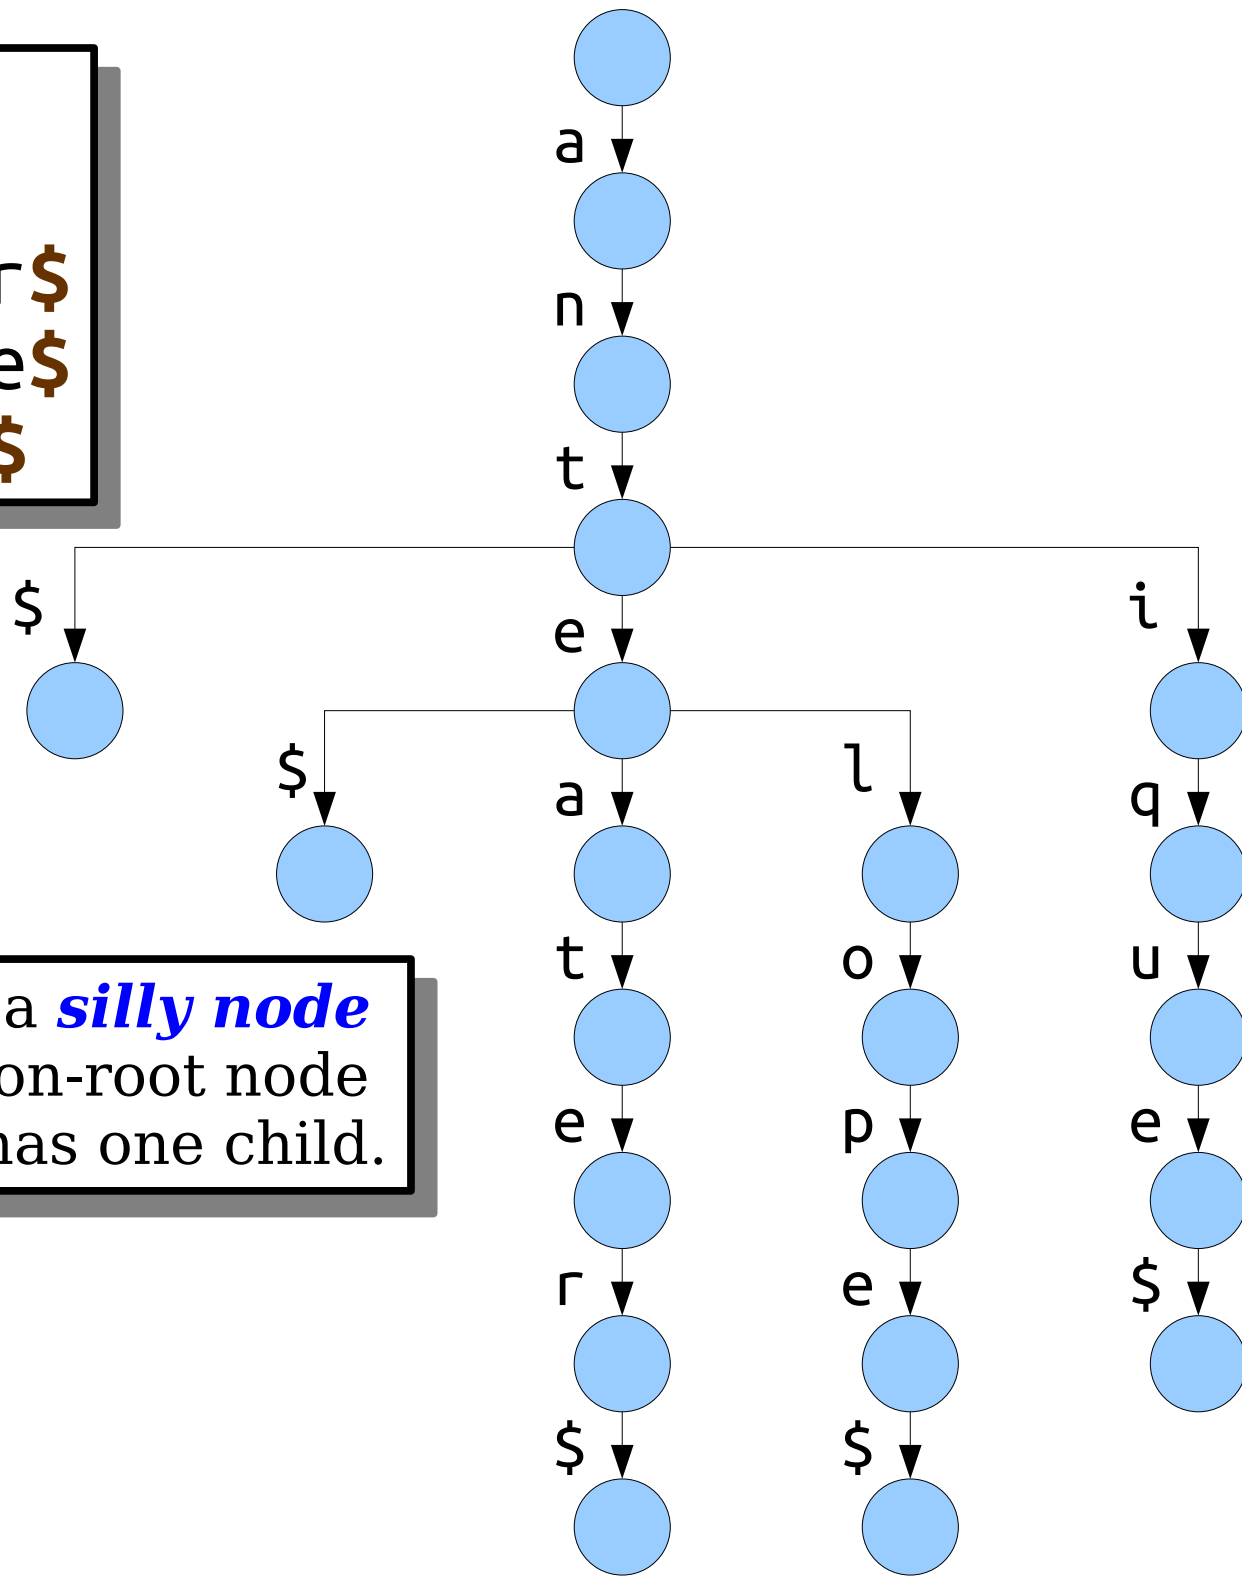 r$
e$
$
a
n
t
$
e
i
$
a
l
q
t
o
u
e
p
e
r
e
$
$
$
a silly node
on-root node
has one child.